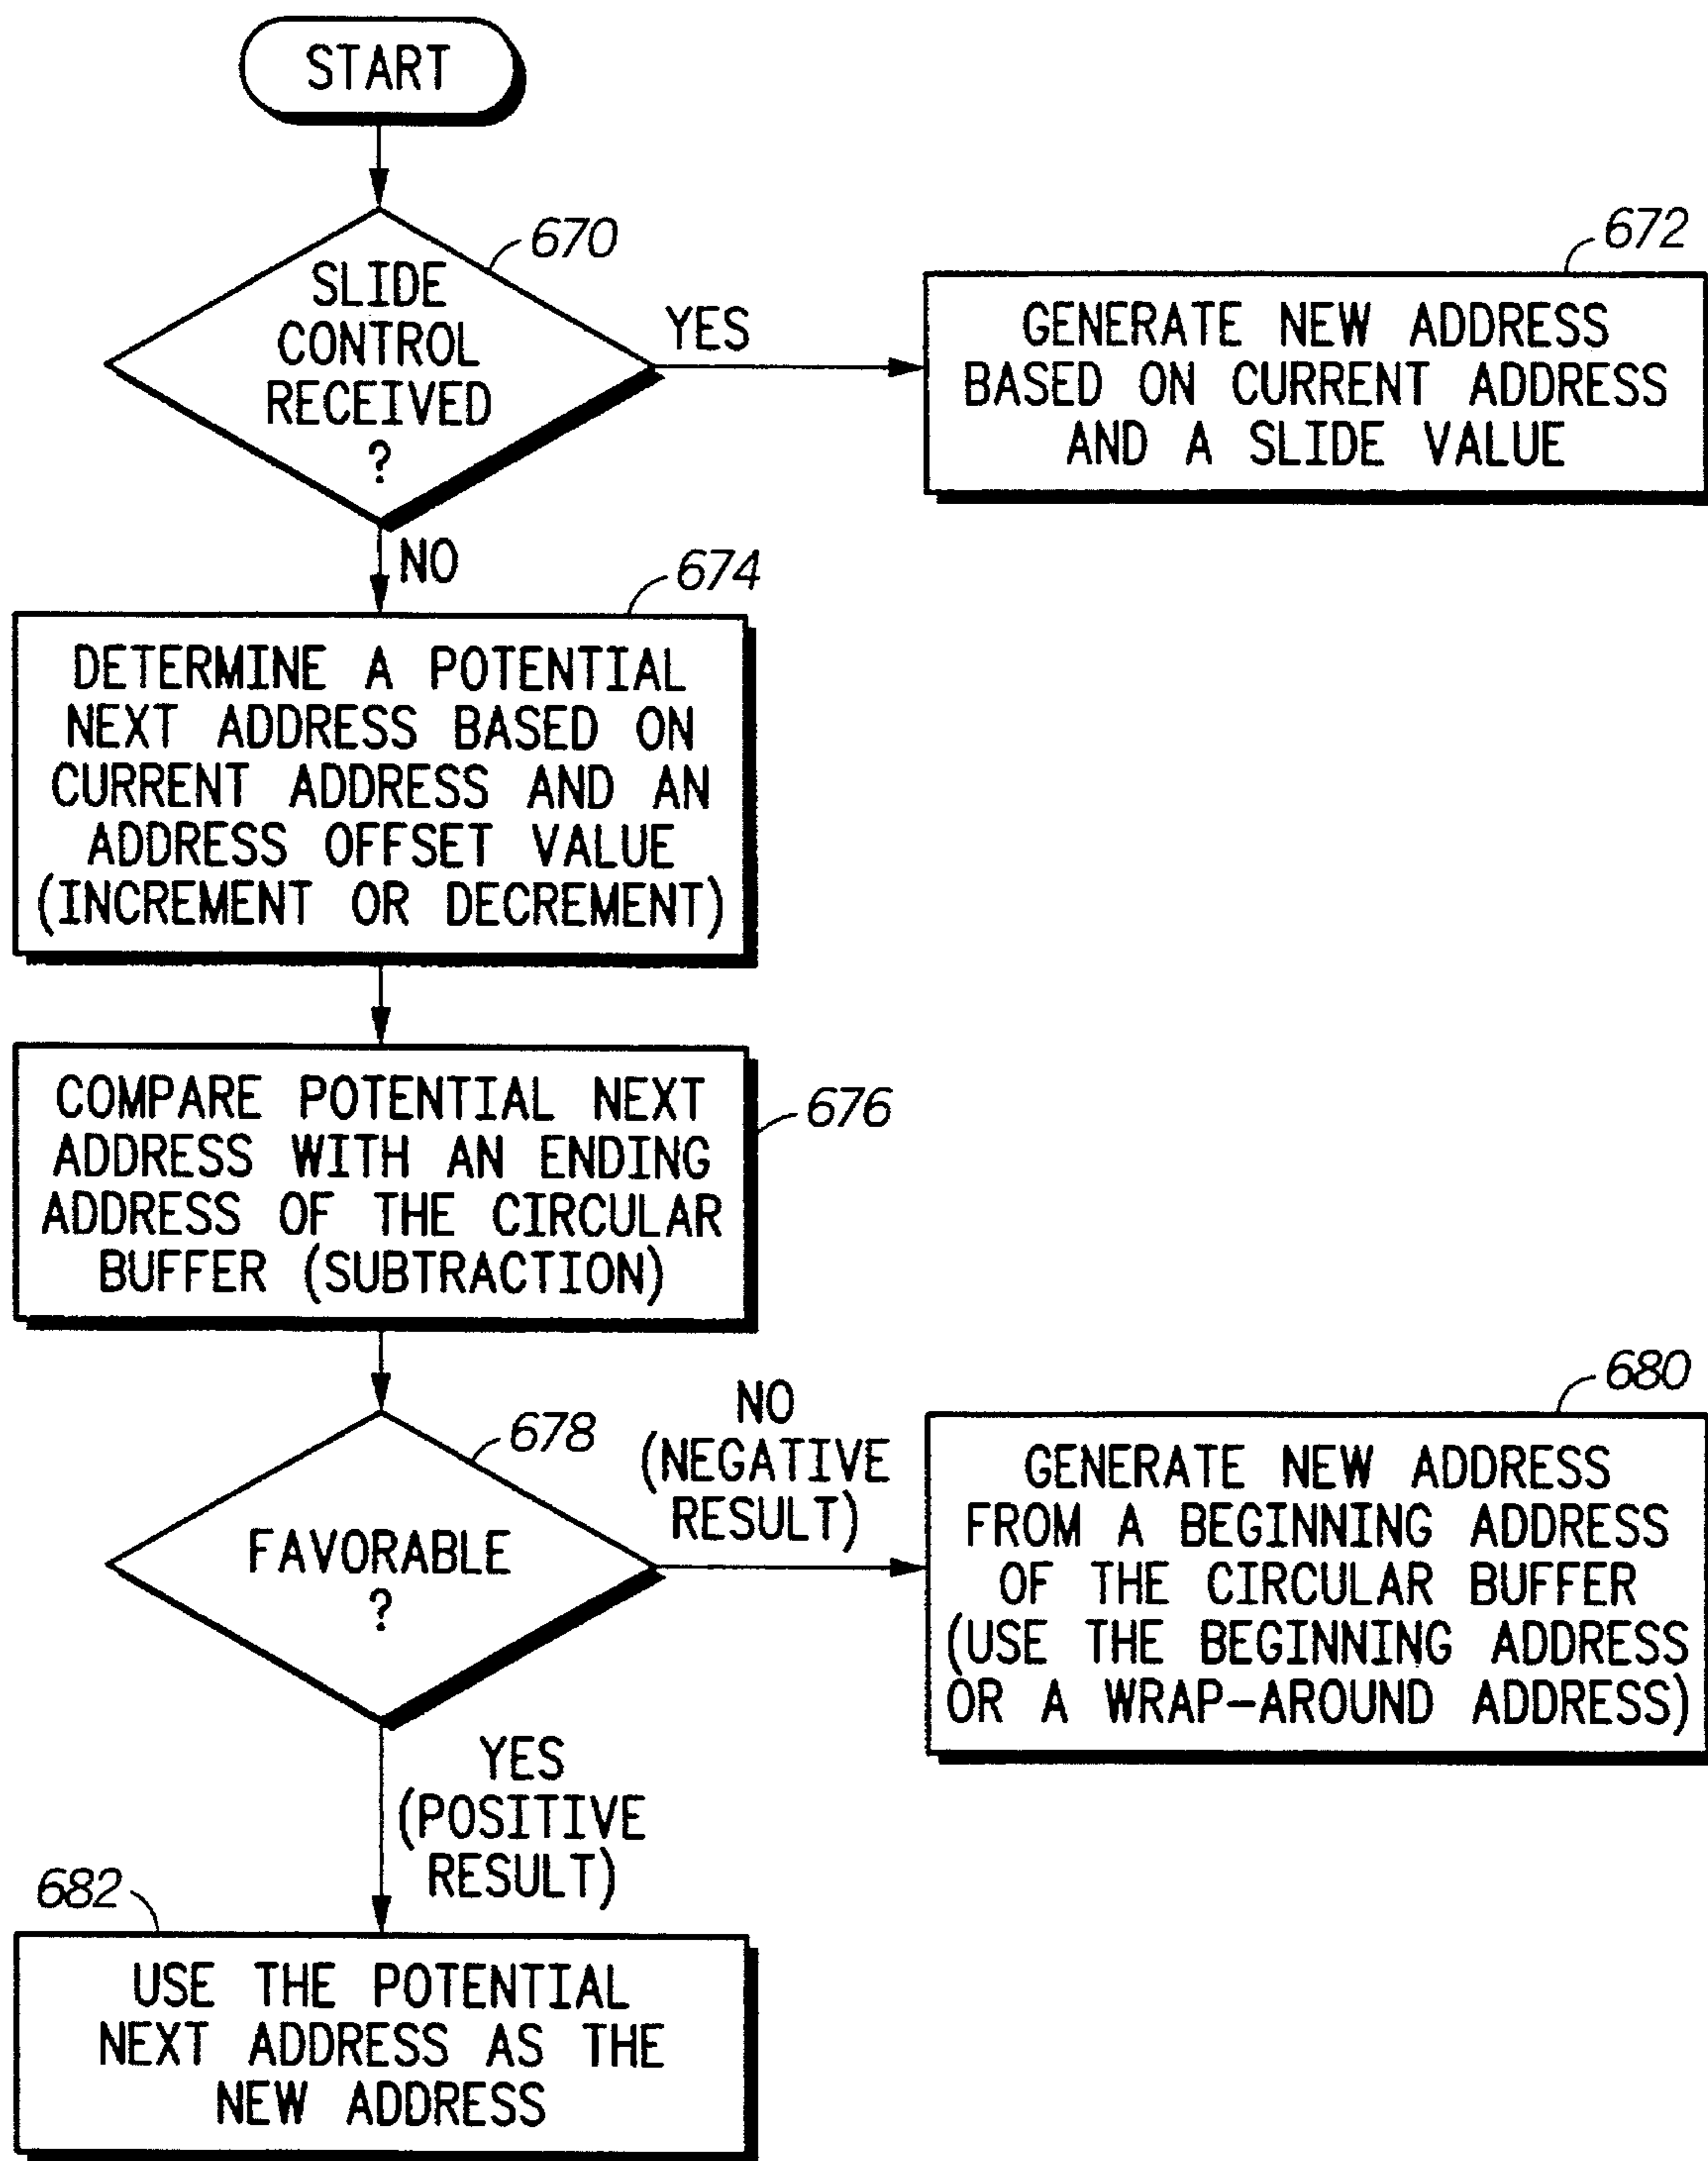 START
670
SLIDE
CONTROL
RECEIVED
?
YES
672
GENERATE NEW ADDRESS
BASED ON CURRENT ADDRESS
AND A SLIDE VALUE
NO
674
DETERMINE A POTENTIAL
NEXT ADDRESS BASED ON
CURRENT ADDRESS AND AN
ADDRESS OFFSET VALUE
(INCREMENT OR DECREMENT)
COMPARE POTENTIAL NEXT
ADDRESS WITH AN ENDING
ADDRESS OF THE CIRCULAR
BUFFER (SUBTRACTION)
676
678
FAVORABLE
?
NO
(NEGATIVE
RESULT)
680
GENERATE NEW ADDRESS
FROM A BEGINNING ADDRESS
OF THE CIRCULAR BUFFER
(USE THE BEGINNING ADDRESS
OR A WRAP-AROUND ADDRESS)
YES
(POSITIVE
RESULT)
682
USE THE POTENTIAL
NEXT ADDRESS AS THE
NEW ADDRESS